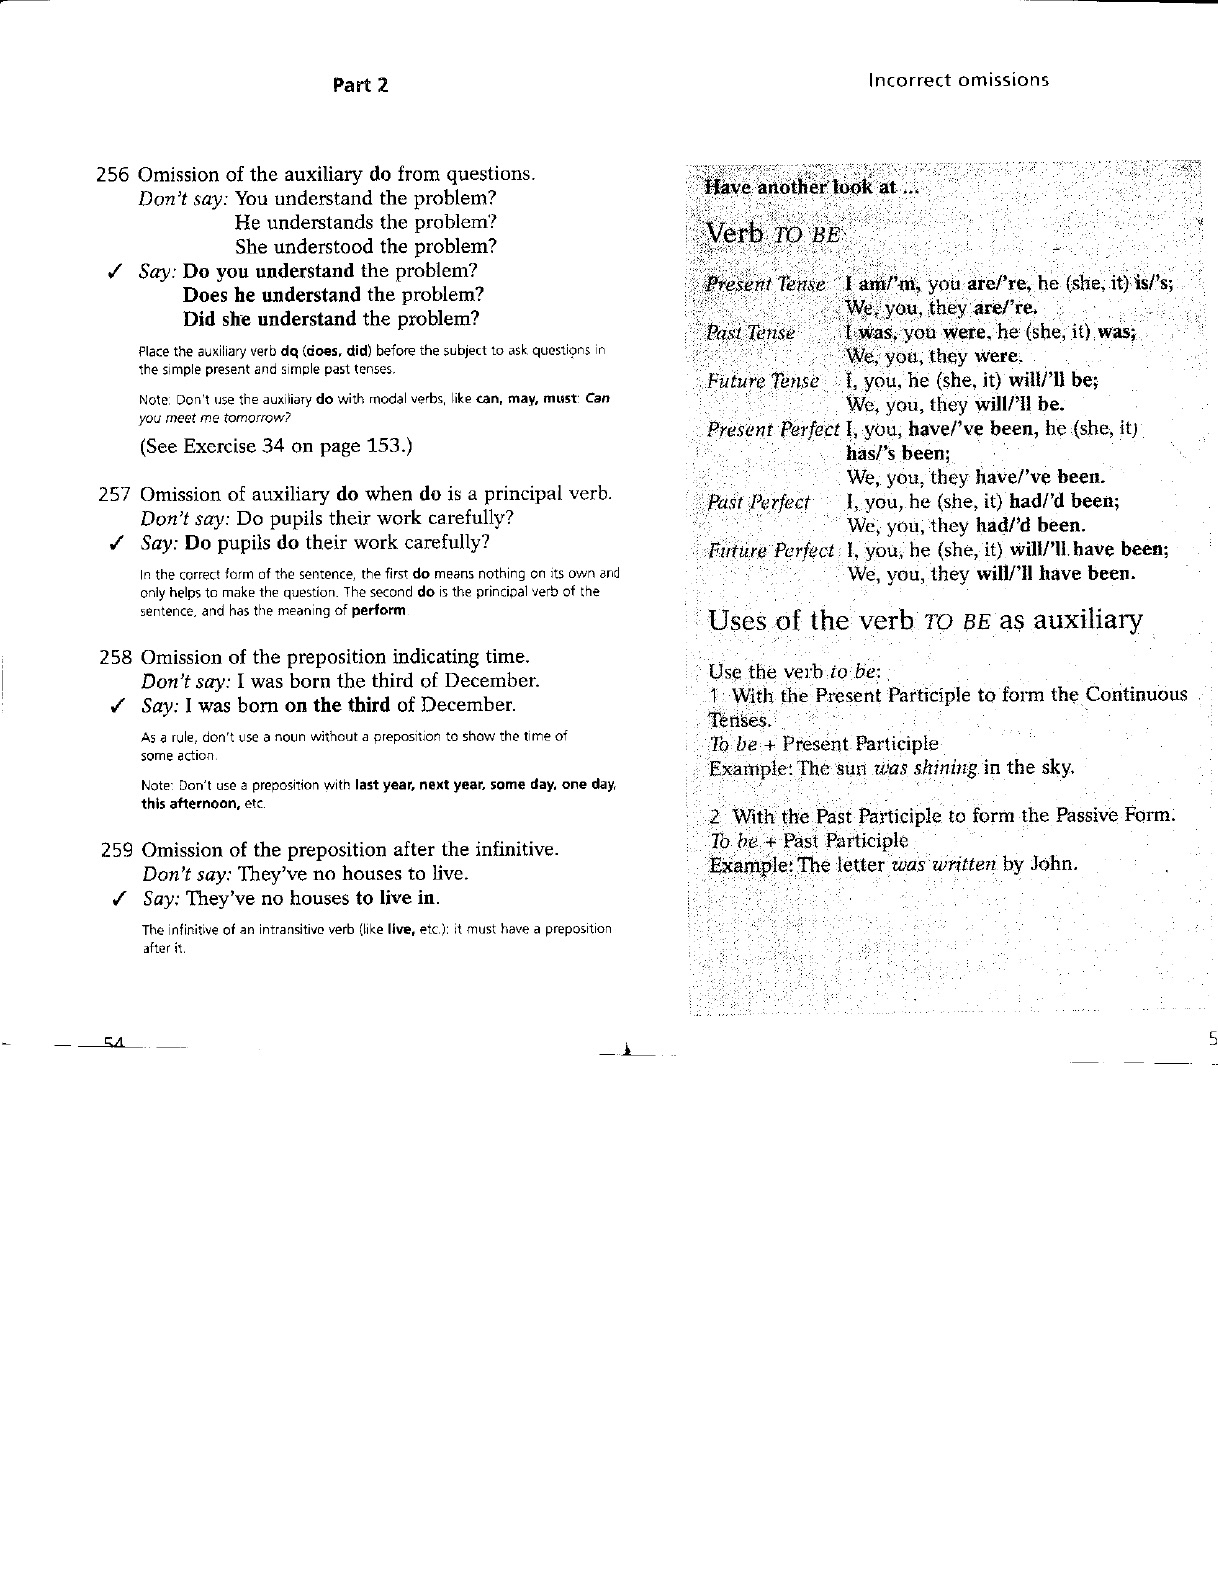 Part 2
256 Omission of the auxiliary do from questions.
Don't say: You understand the problem?
He understands the problem?
She understood the problem?
✓ Say: Do you understand the problem?
Does he understand the problem?
Did she understand the problem?
Place the auxiliary verb do (does, did) before the subject to ask questions in
the simple present and simple past tenses.
Note: Don't use the auxiliary do with modal verbs, like can, may, must: Can
you meet me tomorrow?
(See Exercise 34 on page 153.)
257 Omission of auxiliary do when do is a principal verb.
Don't say: Do pupils their work carefully?
✓ Say: Do pupils do their work carefully?
In the correct form of the sentence, the first do means nothing on its own and
only helps to make the question. The second do is the principal verb of the
sentence, and has the meaning of perform.
258 Omission of the preposition indicating time.
Don't say: I was born the third of December.
✓ Say: I was born on the third of December.
As a rule, don't use a noun without a preposition to show the time of
some action.
Note: Don't use a preposition with last year, next year, some day, one day,
this afternoon, etc.
259 Omission of the preposition after the infinitive.
Don't say: They've no houses to live.
✓ Say: They've no houses to live in.
The infinitive of an intransitive verb (like live, etc.): it must have a preposition
after it.
54
Incorrect omissions
Have another look at ...
Verb TO BE
Present Tense I am/'m, you are/'re, he (she, it) is/'s;
We, you, they are/'re.
Past Tense I was, you were, he (she, it) was;
We, you, they were.
Future Tense I, you, he (she, it) will/'ll be;
We, you, they will/'ll be.
Present Perfect I, you, have/'ve been, he (she, it)
has/'s been;
We, you, they have/'ve been.
Past Perfect I, you, he (she, it) had/'d been;
We, you, they had/'d been.
Future Perfect I, you, he (she, it) will/'ll have been;
We, you, they will/'ll have been.
Uses of the verb TO BE as auxiliary
Use the verb to be:
1 With the Present Participle to form the Continuous
Tenses.
To be + Present Participle
Example: The sun was shining in the sky.
2 With the Past Participle to form the Passive Form.
To be + Past Participle
Example: The letter was written by John.
5